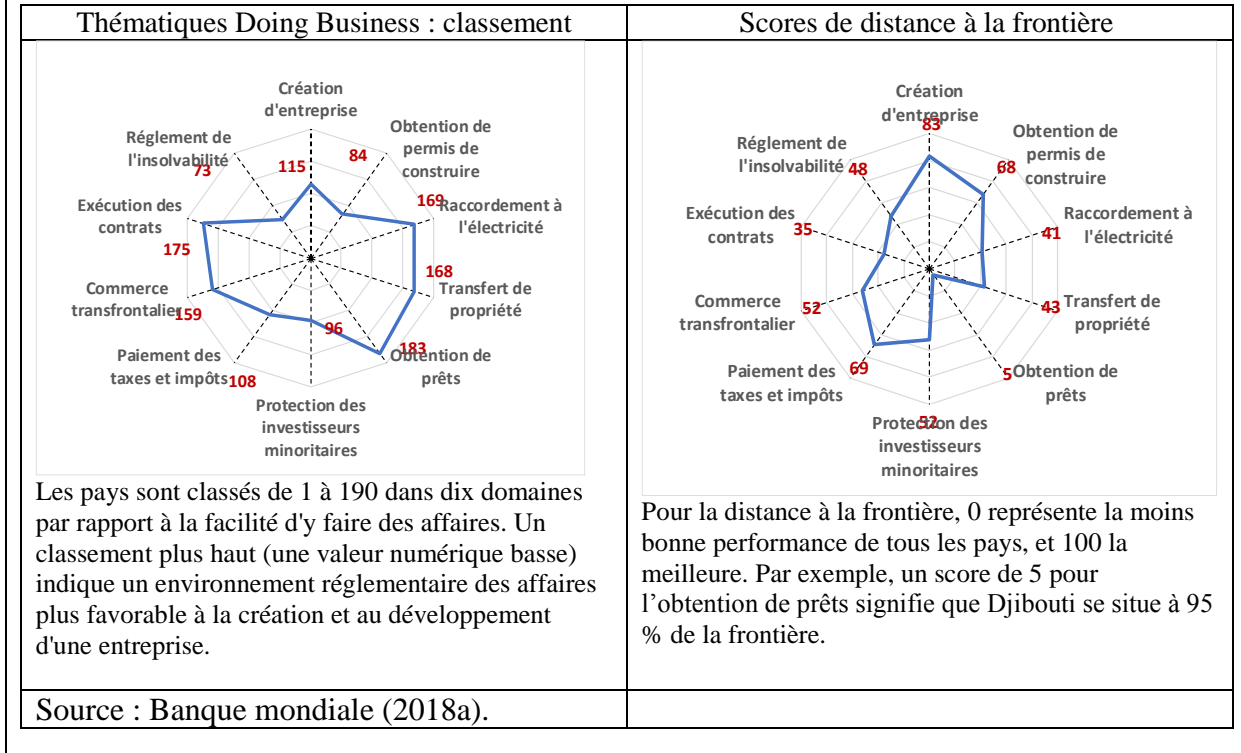 Thématiques Doing Business : classement
Création
d'entreprise
115
Obtention de
permis de
construire
84
Raccordement à
l'électricité
169
Transfert de
propriété
168
Obtention de
prêts
183
Protection des
investisseurs
minoritaires
96
Paiement des
taxes et impôts
108
Commerce
transfrontalier
159
Exécution des
contrats
175
Réglement de
l'insolvabilité
73
Les pays sont classés de 1 à 190 dans dix domaines
par rapport à la facilité d'y faire des affaires. Un
classement plus haut (une valeur numérique basse)
indique un environnement réglementaire des affaires
plus favorable à la création et au développement
d'une entreprise.
Scores de distance à la frontière
Création
d'entreprise
83
Obtention de
permis de
construire
68
Raccordement à
l'électricité
41
Transfert de
propriété
43
Obtention de
prêts
5
Protection des
investisseurs
minoritaires
52
Paiement des
taxes et impôts
69
Commerce
transfrontalier
52
Exécution des
contrats
35
Réglement de
l'insolvabilité
48
Pour la distance à la frontière, 0 représente la moins
bonne performance de tous les pays, et 100 la
meilleure. Par exemple, un score de 5 pour
l’obtention de prêts signifie que Djibouti se situe à 95
% de la frontière.
Source : Banque mondiale (2018a).